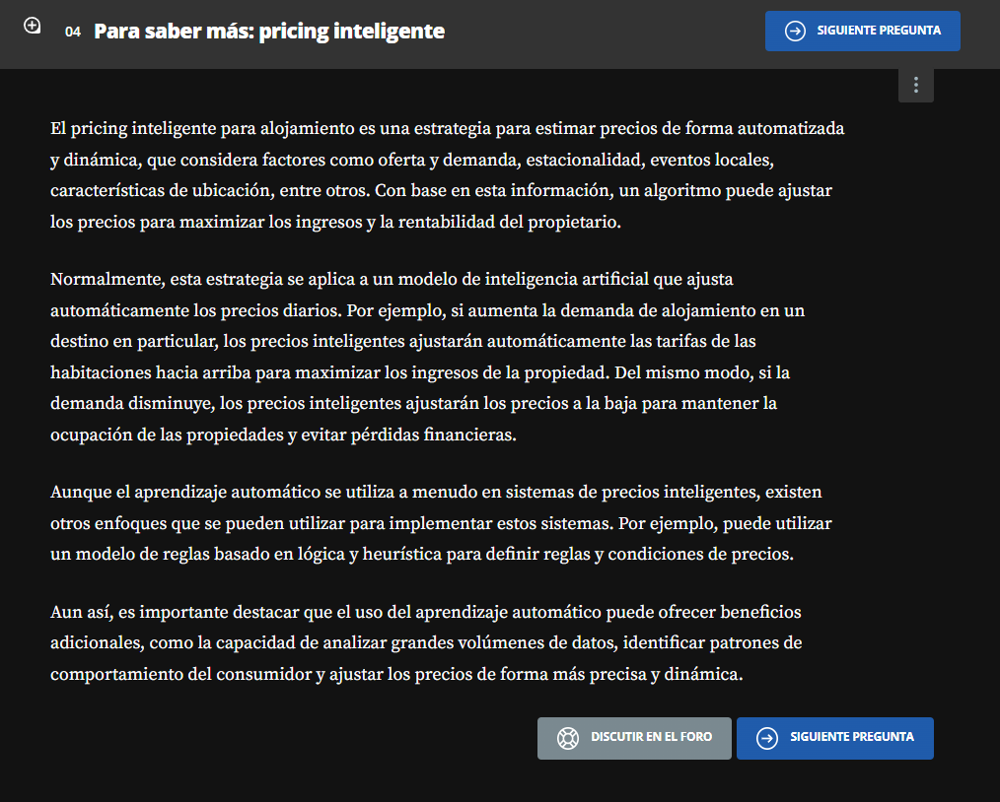 04 Para saber más: pricing inteligente
SIGUIENTE PREGUNTA
El pricing inteligente para alojamiento es una estrategia para estimar precios de forma automatizada
y dinámica, que considera factores como oferta y demanda, estacionalidad, eventos locales,
características de ubicación, entre otros. Con base en esta información, un algoritmo puede ajustar
los precios para maximizar los ingresos y la rentabilidad del propietario.
Normalmente, esta estrategia se aplica a un modelo de inteligencia artificial que ajusta
automáticamente los precios diarios. Por ejemplo, si aumenta la demanda de alojamiento en un
destino en particular, los precios inteligentes ajustarán automáticamente las tarifas de las
habitaciones hacia arriba para maximizar los ingresos de la propiedad. Del mismo modo, si la
demanda disminuye, los precios inteligentes ajustarán los precios a la baja para mantener la
ocupación de las propiedades y evitar pérdidas financieras.
Aunque el aprendizaje automático se utiliza a menudo en sistemas de precios inteligentes, existen
otros enfoques que se pueden utilizar para implementar estos sistemas. Por ejemplo, puede utilizar
un modelo de reglas basado en lógica y heurística para definir reglas y condiciones de precios.
Aun así, es importante destacar que el uso del aprendizaje automático puede ofrecer beneficios
adicionales, como la capacidad de analizar grandes volúmenes de datos, identificar patrones de
comportamiento del consumidor y ajustar los precios de forma más precisa y dinámica.
DISCUTIR EN EL FORO
SIGUIENTE PREGUNTA